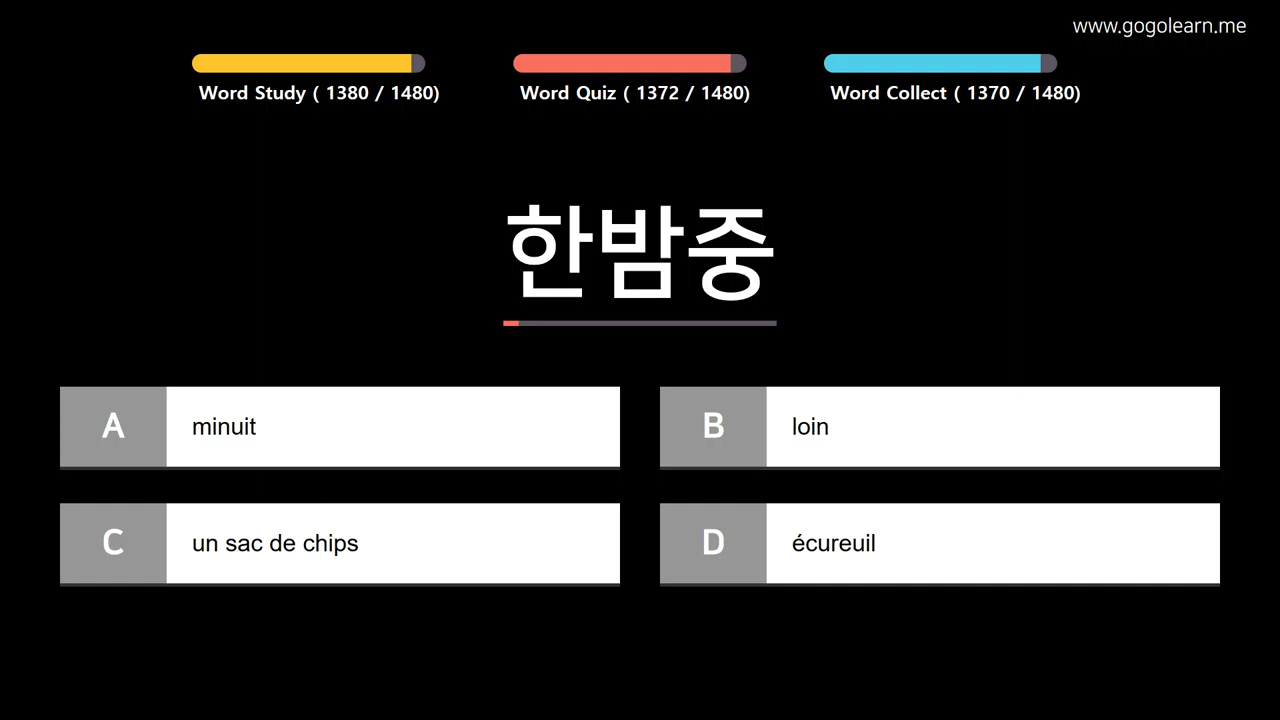 www.gogolearn.me
Word Study ( 1380 / 1480)
Word Quiz ( 1372 / 1480)
Word Collect ( 1370 / 1480)
한밤중
A minuit
B loin
C un sac de chips
D écureuil